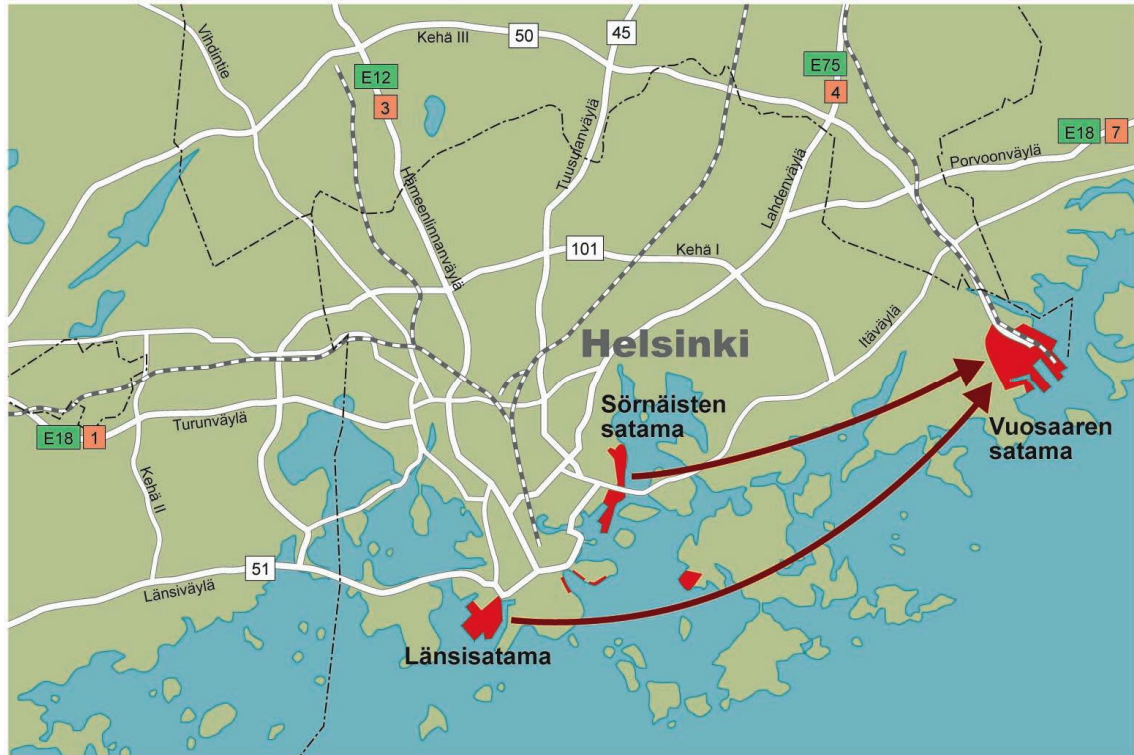 Vihdintie
Kehä III
50
45
E12
3
E75
4
E18
7
Porvoonväylä
Tuusulanväylä
Lahdenväylä
Hämeenlinnanväylä
101
Kehä I
Itäväylä
Helsinki
Sörnäisten
satama
Vuosaaren
satama
E18
1
Turunväylä
Kehä II
51
Länsiväylä
Länsisatama